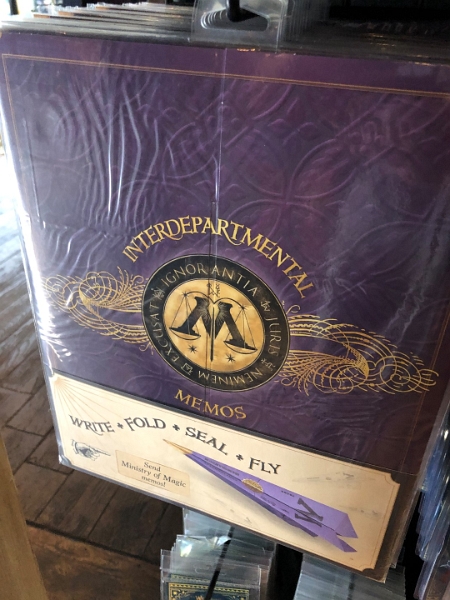 INTERDEPARTMENTAL
IGNORANTIA JURIS NEMINEM EXCUSAT
M
MEMOS
WRITE + FOLD + SEAL + FLY
Send
Ministry of Magic
memos!